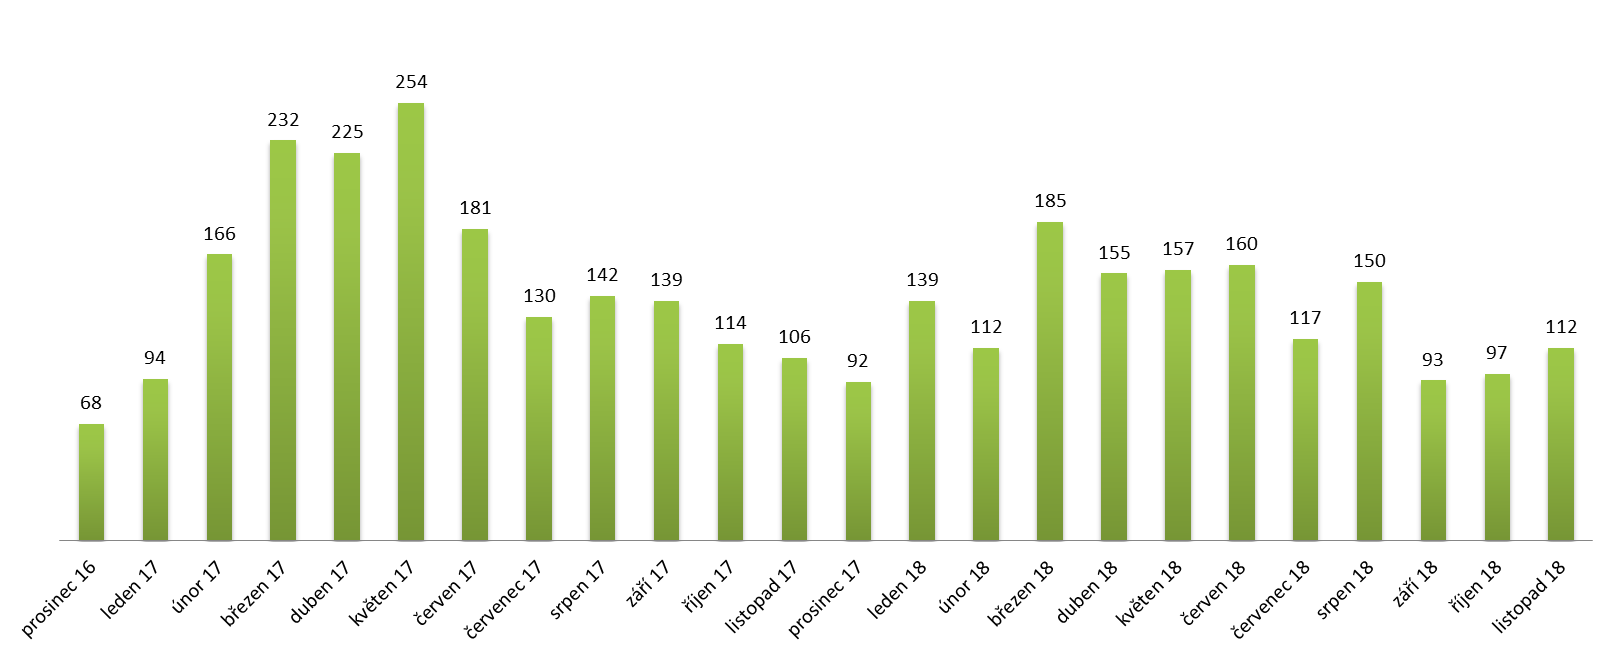 254
232
225
185
181
166
160
157
155
150
142
139
139
130
117
114
112
112
106
97
94
93
92
68
prosinec 16
leden 17
únor 17
březen 17
duben 17
květen 17
červen 17
červenec 17
srpen 17
září 17
říjen 17
listopad 17
prosinec 17
leden 18
únor 18
březen 18
duben 18
květen 18
červen 18
červenec 18
srpen 18
září 18
říjen 18
listopad 18